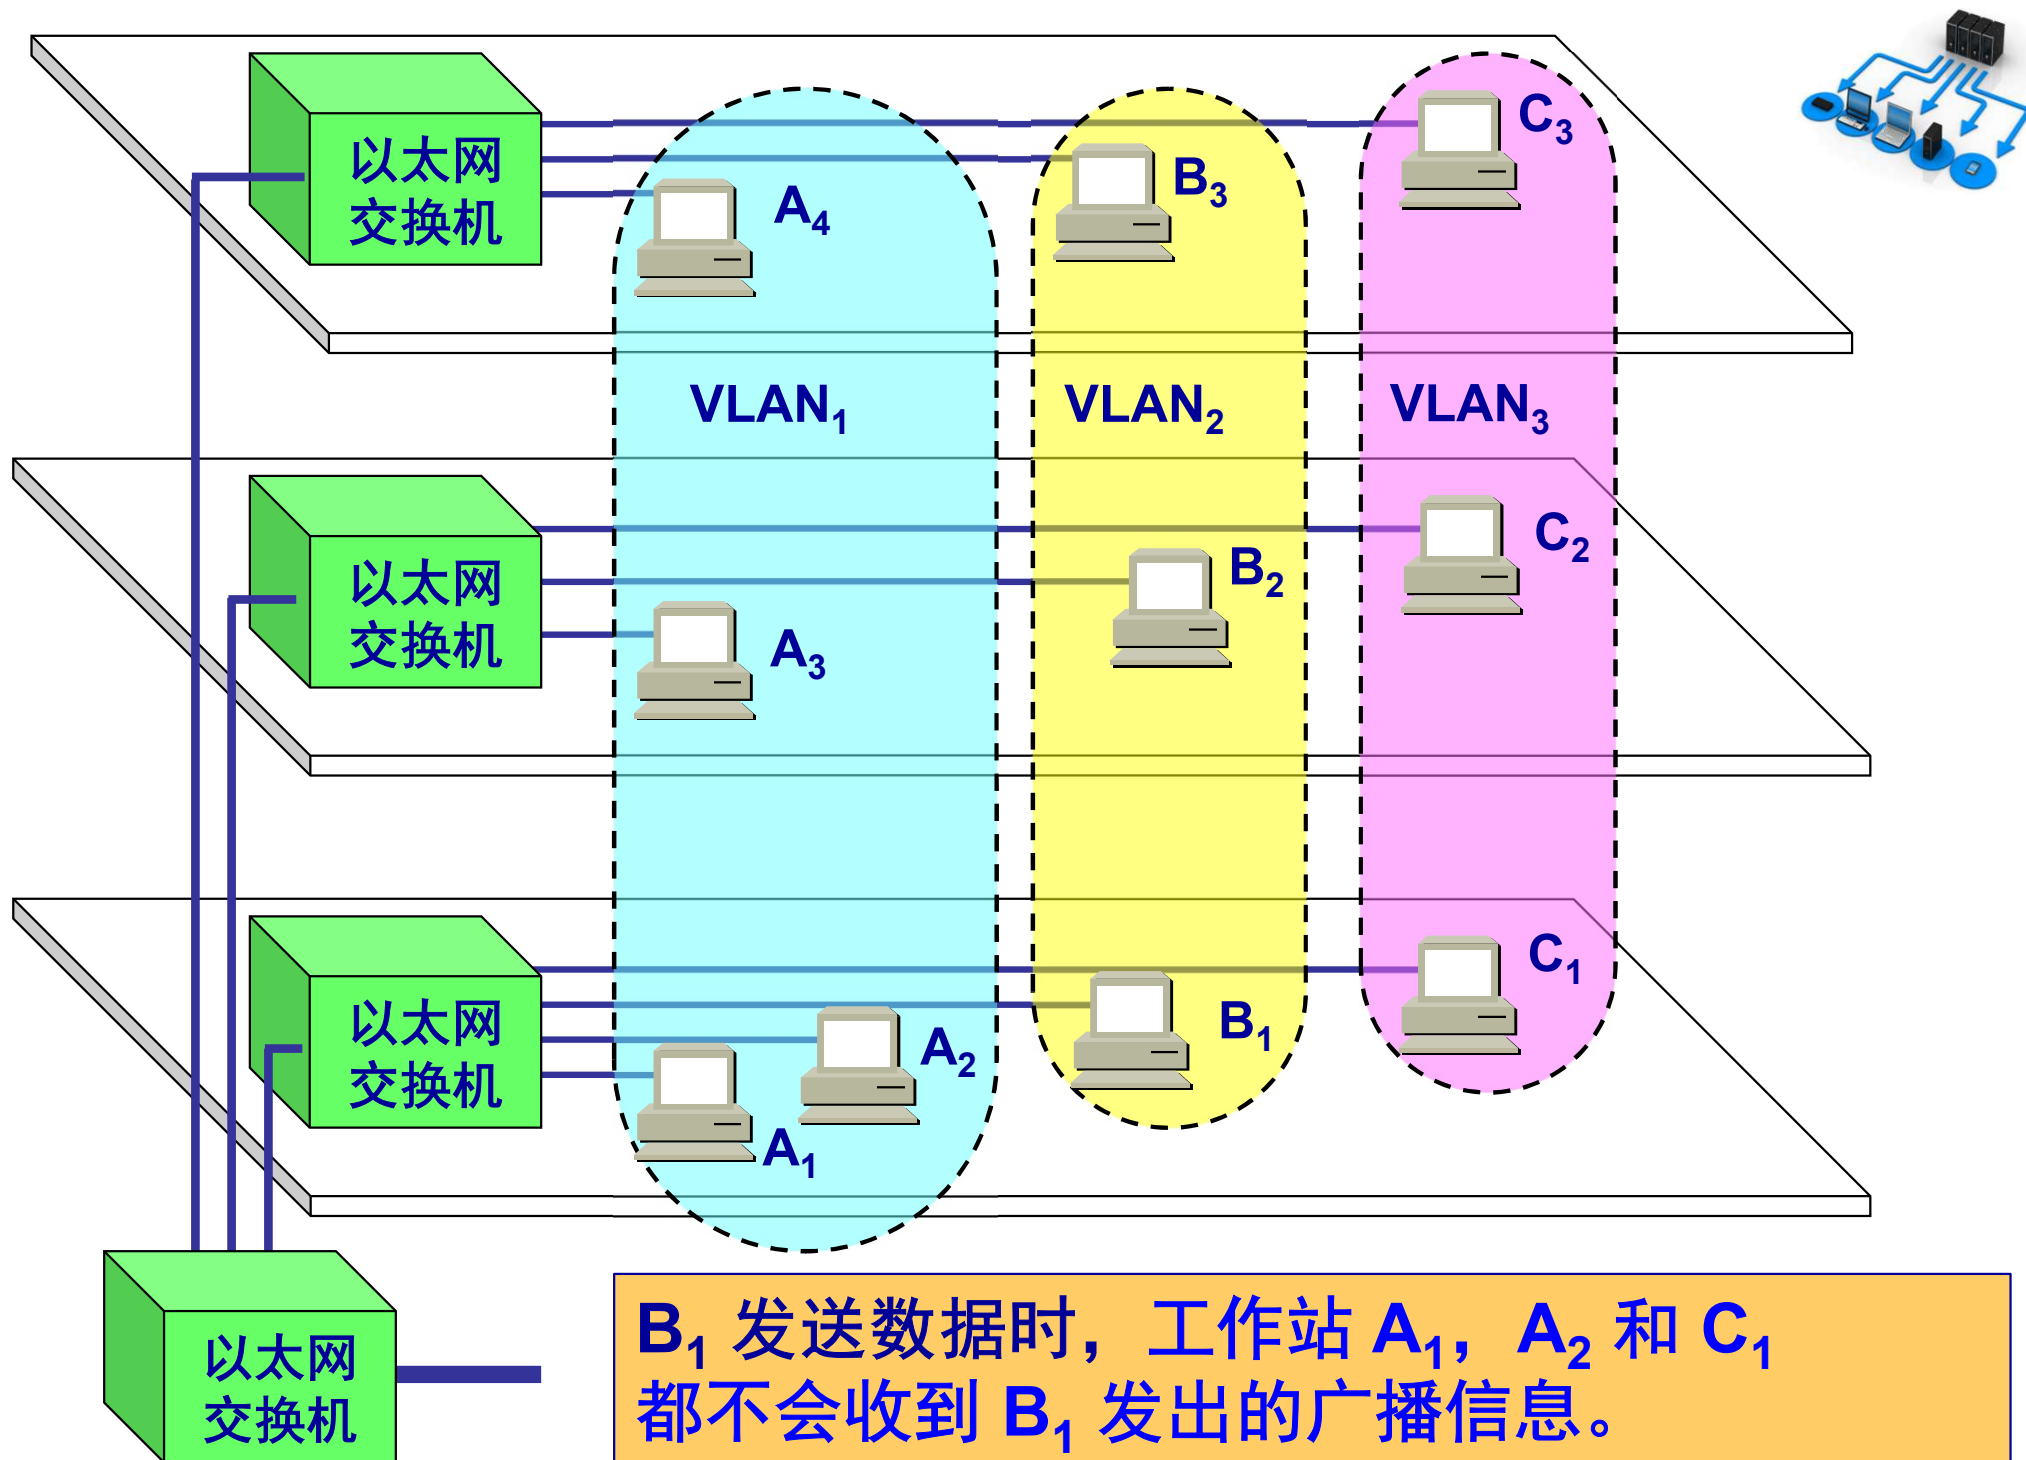 以太网
交换机
A₄
B₃
C₃
VLAN₁
VLAN₂
VLAN₃
以太网
交换机
A₃
B₂
C₂
以太网
交换机
A₁
A₂
B₁
C₁
以太网
交换机
B₁ 发送数据时，工作站 A₁，A₂ 和 C₁
都不会收到 B₁ 发出的广播信息。